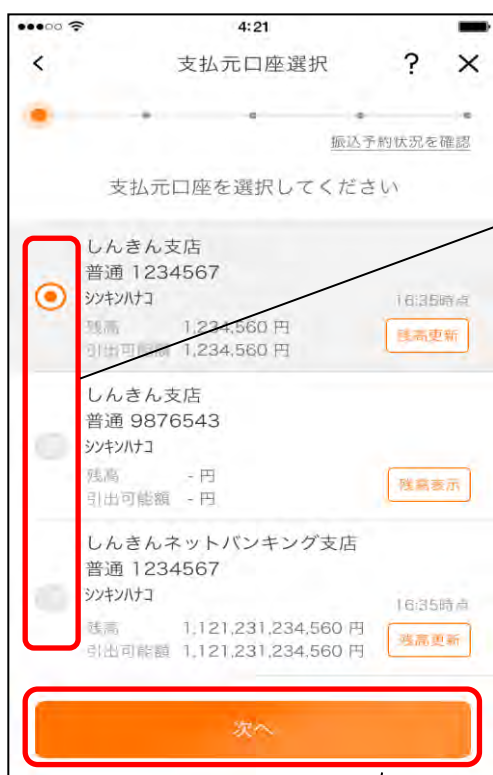 4:21
支払元口座選択 ?
振込予約状況を確認
支払元口座を選択してください
しんきん支店
普通 1234567
シンキンハナコ
16:35時点
残高 1,234,560 円
残高更新
引出可能額 1,234,560 円
しんきん支店
普通 9876543
シンキンハナコ
残高 - 円
残高表示
引出可能額 - 円
しんきんネットバンキング支店
普通 1234567
シンキンハナコ
16:35時点
残高 1,121,231,234,560 円
残高更新
引出可能額 1,121,231,234,560 円
次へ